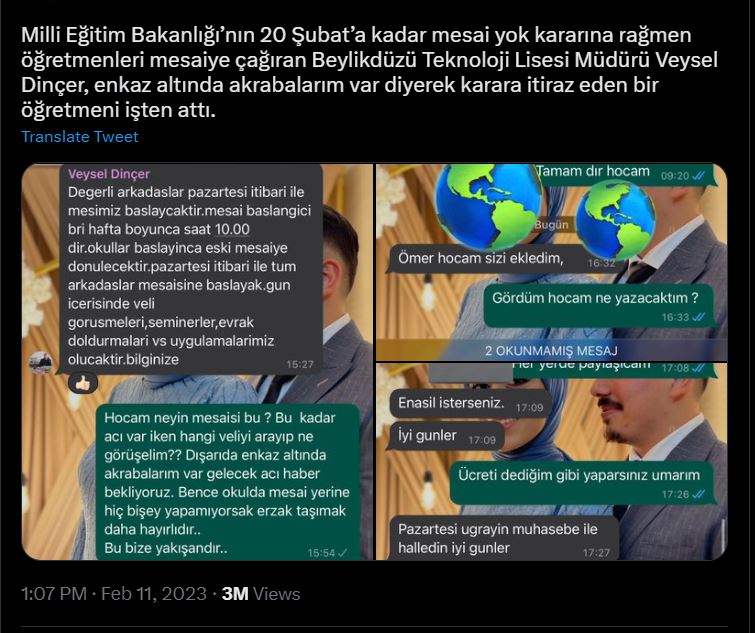 Milli Eğitim Bakanlığı’nın 20 Şubat’a kadar mesai yok kararına rağmen
öğretmenleri mesaiye çağıran Beylikdüzü Teknoloji Lisesi Müdürü Veysel
Dinçer, enkaz altında akrabalarım var diyerek karara itiraz eden bir
öğretmeni işten attı.
Translate Tweet
Veysel Dinçer
Degerli arkadaslar pazartesi itibari ile
mesimiz baslaycaktir.mesai baslangici
bri hafta boyunca saat 10.00
dir.okullar baslayinca eski mesaiye
donulecektir.pazartesi itibari ile tum
arkadaslar mesaisine baslayak.gun
icerisinde veli
gorusmeleri,seminerler,evrak
doldurmalari vs uygulamalarimiz
olucaktir.bilginize
15:27
Hocam neyin mesaisi bu ? Bu kadar
acı var iken hangi veliyi arayıp ne
görüşelim?? Dışarıda enkaz altında
akrabalarım var gelecek acı haber
bekliyoruz. Bence okulda mesai yerine
hiç bişey yapamıyorsak erzak taşımak
daha hayırlıdır..
Bu bize yakışandır..
15:54
Tamam dır hocam 09:20
Bugün
Ömer hocam sizi ekledim, 16:32
Gördüm hocam ne yazacaktım ?
16:33
2 OKUNMAMIŞ MESAJ
Her yerde paylaşıcam 17:08
Enasil isterseniz. 17:09
İyi gunler 17:09
Ücreti dediğim gibi yaparsınız umarım
17:26
Pazartesi ugrayin muhasebe ile
halledin iyi gunler 17:27
1:07 PM · Feb 11, 2023 · 3M Views